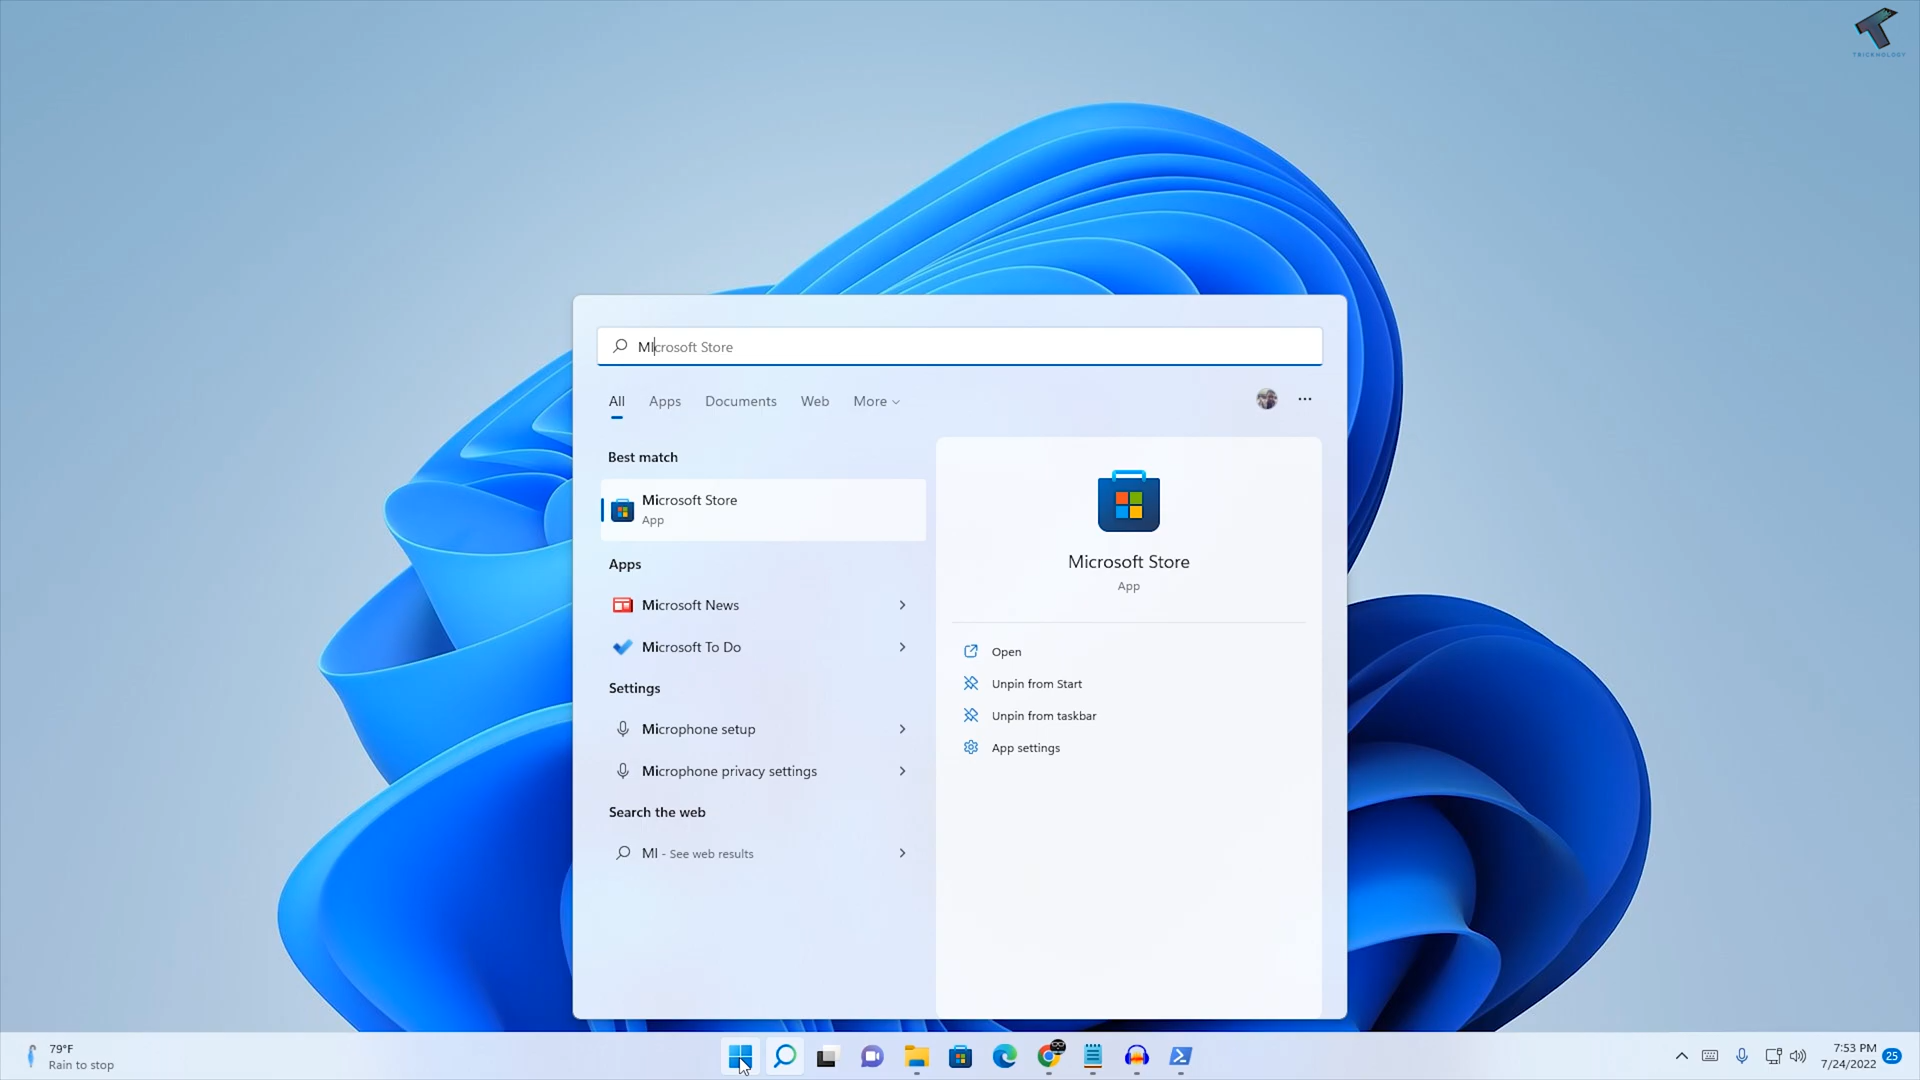 TRICKNOLOGY
MIcrosoft Store
All Apps Documents Web More
Best match
Microsoft Store
App
Apps
Microsoft News
Microsoft To Do
Settings
Microphone setup
Microphone privacy settings
Search the web
MI - See web results
Microsoft Store
App
Open
Unpin from Start
Unpin from taskbar
App settings
79°F
Rain to stop
7:53 PM
7/24/2022
25